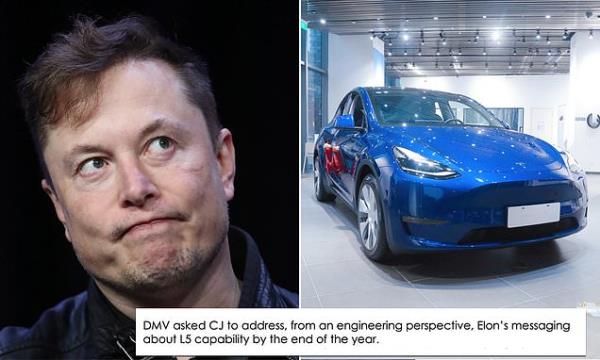 DMV asked CJ to address, from an engineering perspective, Elon’s messaging
about L5 capability by the end of the year.